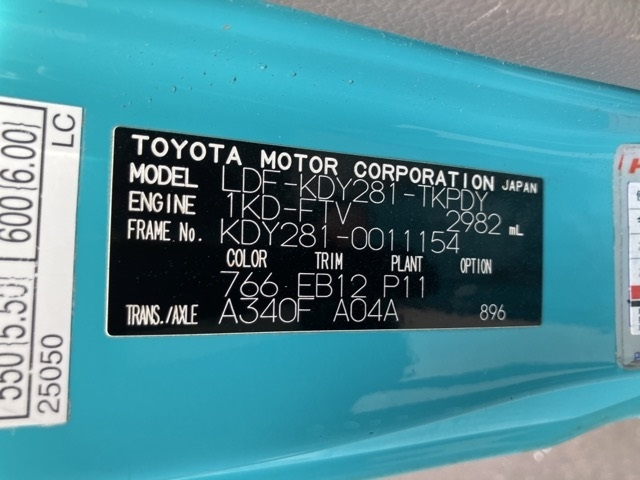 TOYOTA MOTOR CORPORATION JAPAN
MODEL LDF-KDY281-TKPDY
ENGINE 1KD-FTV 2982 mL
FRAME NO. KDY281-0011154
COLOR TRIM PLANT OPTION
766 EB12 P11
TRANS./AXLE A340F A04A 896
550(5.50) 600(6.00)
25050 LC